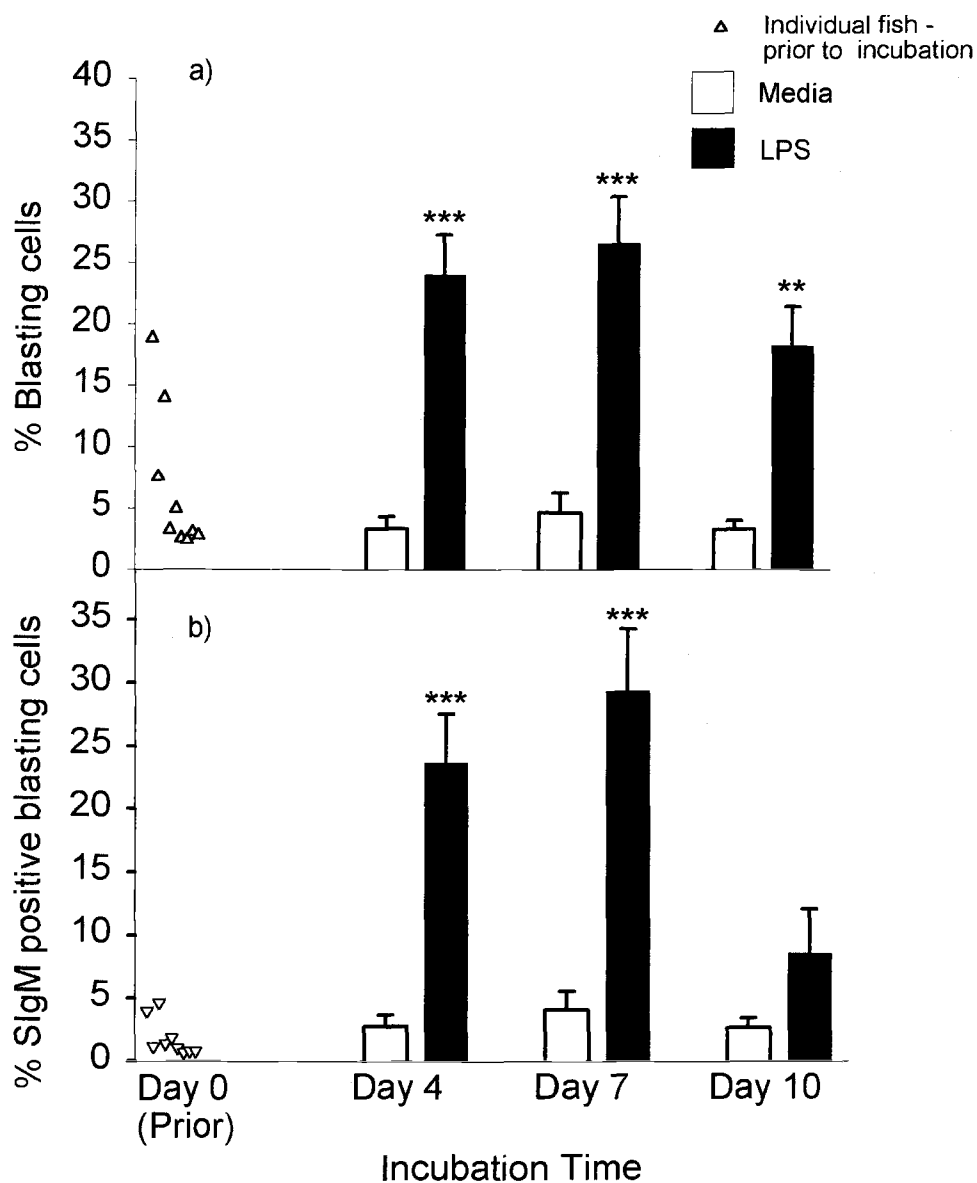 Individual fish -
prior to incubation
Media
LPS
a)
40
35
30
25
20
15
10
5
0
% Blasting cells
***
***
**
b)
35
30
25
20
15
10
5
0
% SIgM positive blasting cells
***
***
Day 0
(Prior)
Day 4
Day 7
Day 10
Incubation Time